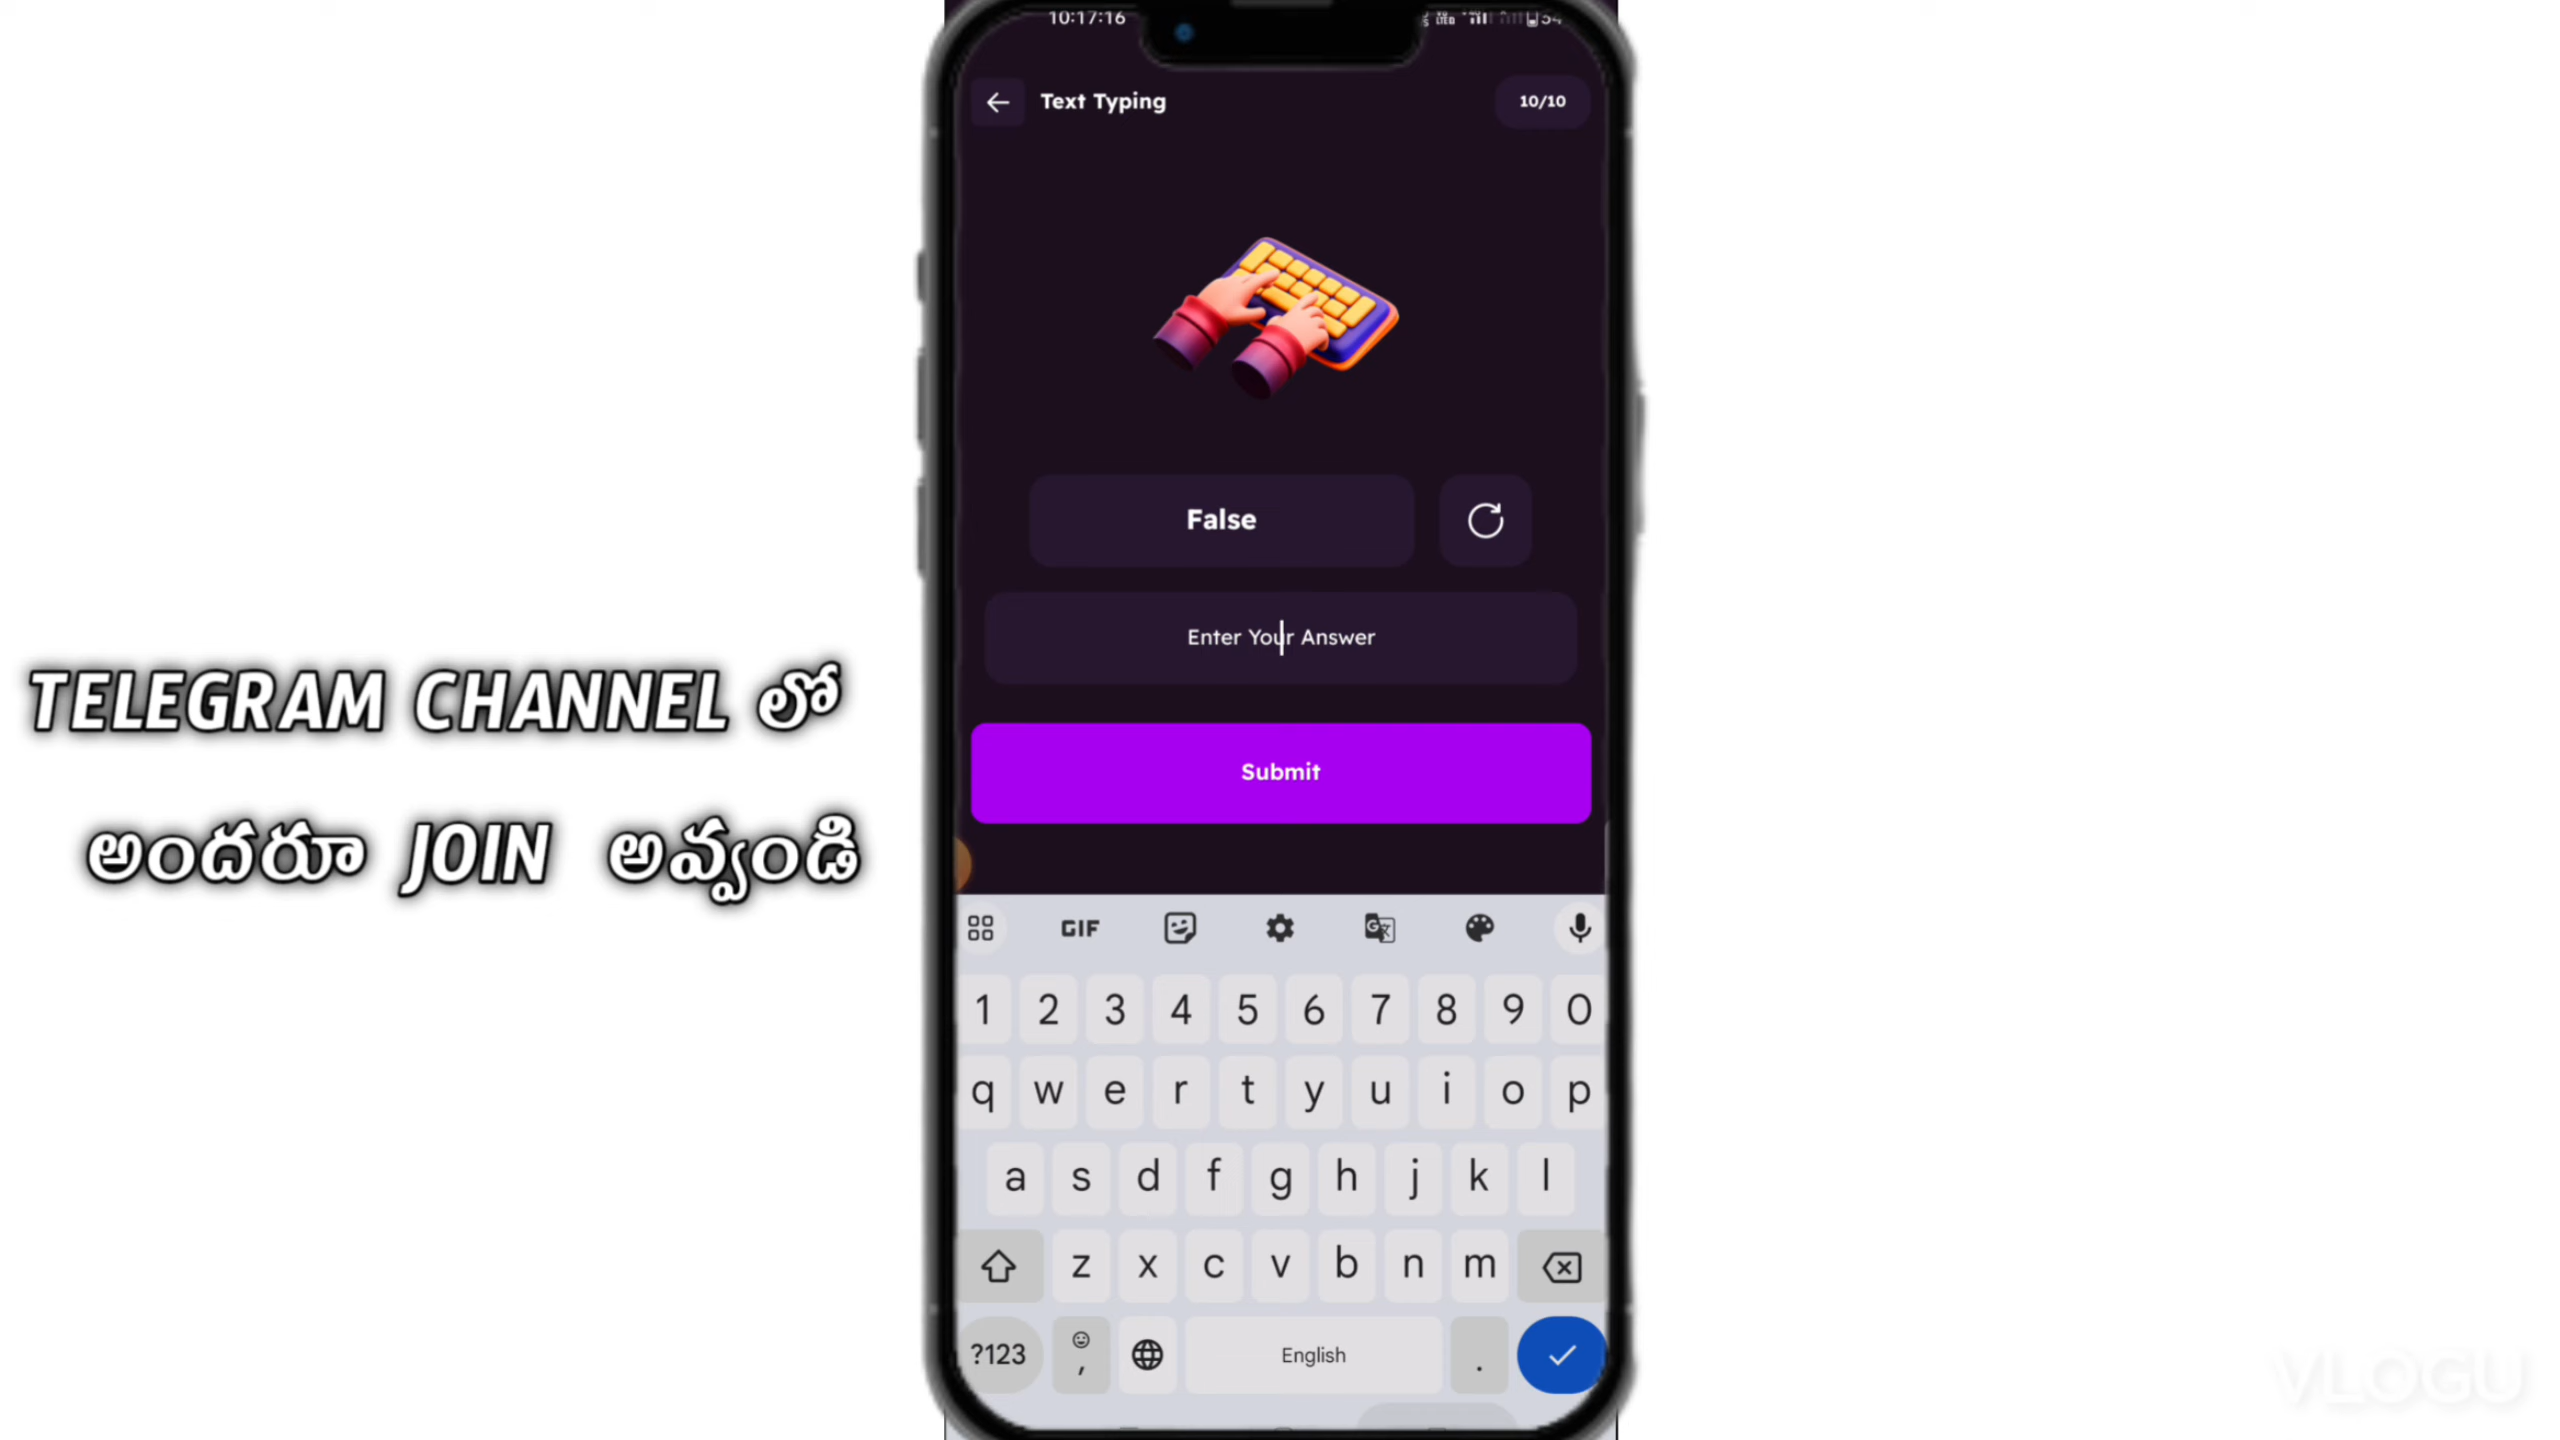 10:17:16
Text Typing
10/10
False
Enter Your Answer
Submit
TELEGRAM CHANNEL లో
అందరూ JOIN అవ్వండి
GIF
1 2 3 4 5 6 7 8 9 0
q w e r t y u i o p
a s d f g h j k l
z x c v b n m
?123 , English .
VLOGU